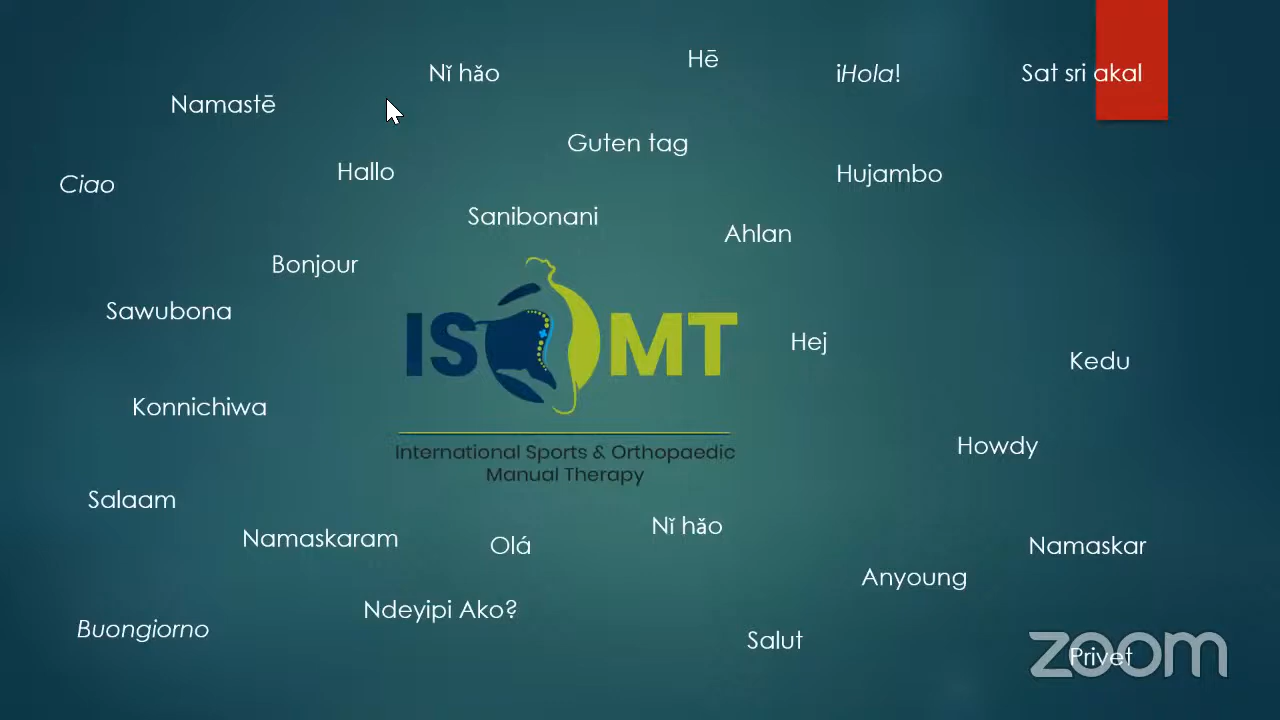 Hē
Nǐ hǎo
iHola!
Sat sri akal
Namastē
Guten tag
Hallo
Hujambo
Ciao
Sanibonani
Ahlan
Bonjour
Sawubona
ISOMT
Hej
Kedu
Konnichiwa
Howdy
International Sports & Orthopaedic
Manual Therapy
Salaam
Nǐ hǎo
Namaskaram
Olá
Namaskar
Anyoung
Ndeyipi Ako?
Buongiorno
Salut
zoom
Privet